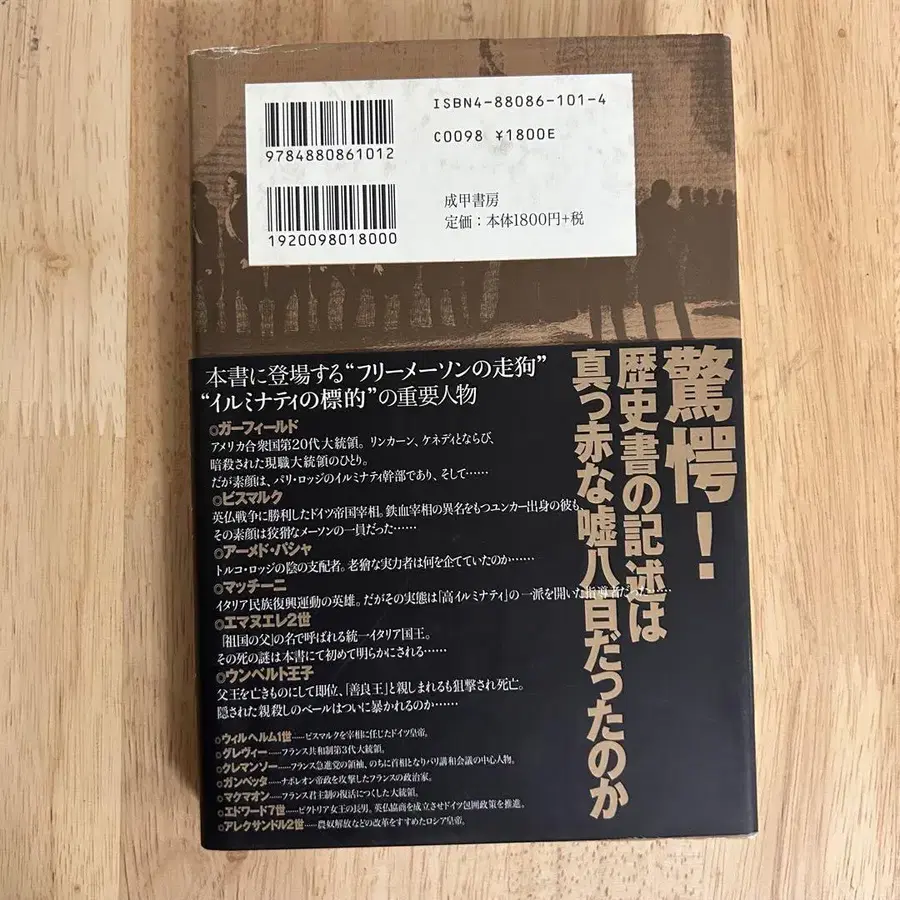 ISBN4-88086-101-4
C0098 ¥1800E
9784880861012
成甲書房
定価：本体1800円+税
1920098018000
驚愕！
歴史書の記述は
真っ赤な嘘八百だったのか
本書に登場する“フリーメーソンの走狗”
“イルミナティの標的”の重要人物
○ガーフィールド
アメリカ合衆国第20代大統領。リンカーン、ケネディとならび、
暗殺された現職大統領のひとり。
だが素顔は、パリ・ロッジのイルミナティ幹部であり、そして……
○ビスマルク
英仏戦争に勝利したドイツ帝国宰相。鉄血宰相の異名をもつユンカー出身の彼も、
その素顔は狡猾なメーソンの一員だった……
○アーメド・パシャ
トルコ・ロッジの陰の支配者。老獪な実力者は何を企てていたのか……
○マッチーニ
イタリア民族復興運動の英雄。だがその実態は「高イルミナティ」の一派を開いた指導者だった……
○エマヌエレ2世
「祖国の父」の名で呼ばれる統一イタリア国王。
その死の謎は本書にて初めて明らかにされる……
○ウンベルト王子
父王を亡きものにして即位、「善良王」と親しまれるも狙撃され死亡。
隠された親殺しのベールはついに暴かれるのか……
○ウィルヘルム1世……ビスマルクを宰相に任じたドイツ皇帝。
○グレヴィー……フランス共和制第3代大統領。
○クレマンソー……フランス急進党の領袖、のちに首相となりパリ講和会議の中心人物。
○ガンベッタ……ナポレオン帝政を攻撃したフランスの政治家。
○マクマオン……フランス君主制の復活につくした大統領。
○エドワード7世……ビクトリア女王の長男。英仏協商を成立させドイツ包囲政策を推進。
○アレクサンドル2世……農奴解放などの改革をすすめたロシア皇帝。